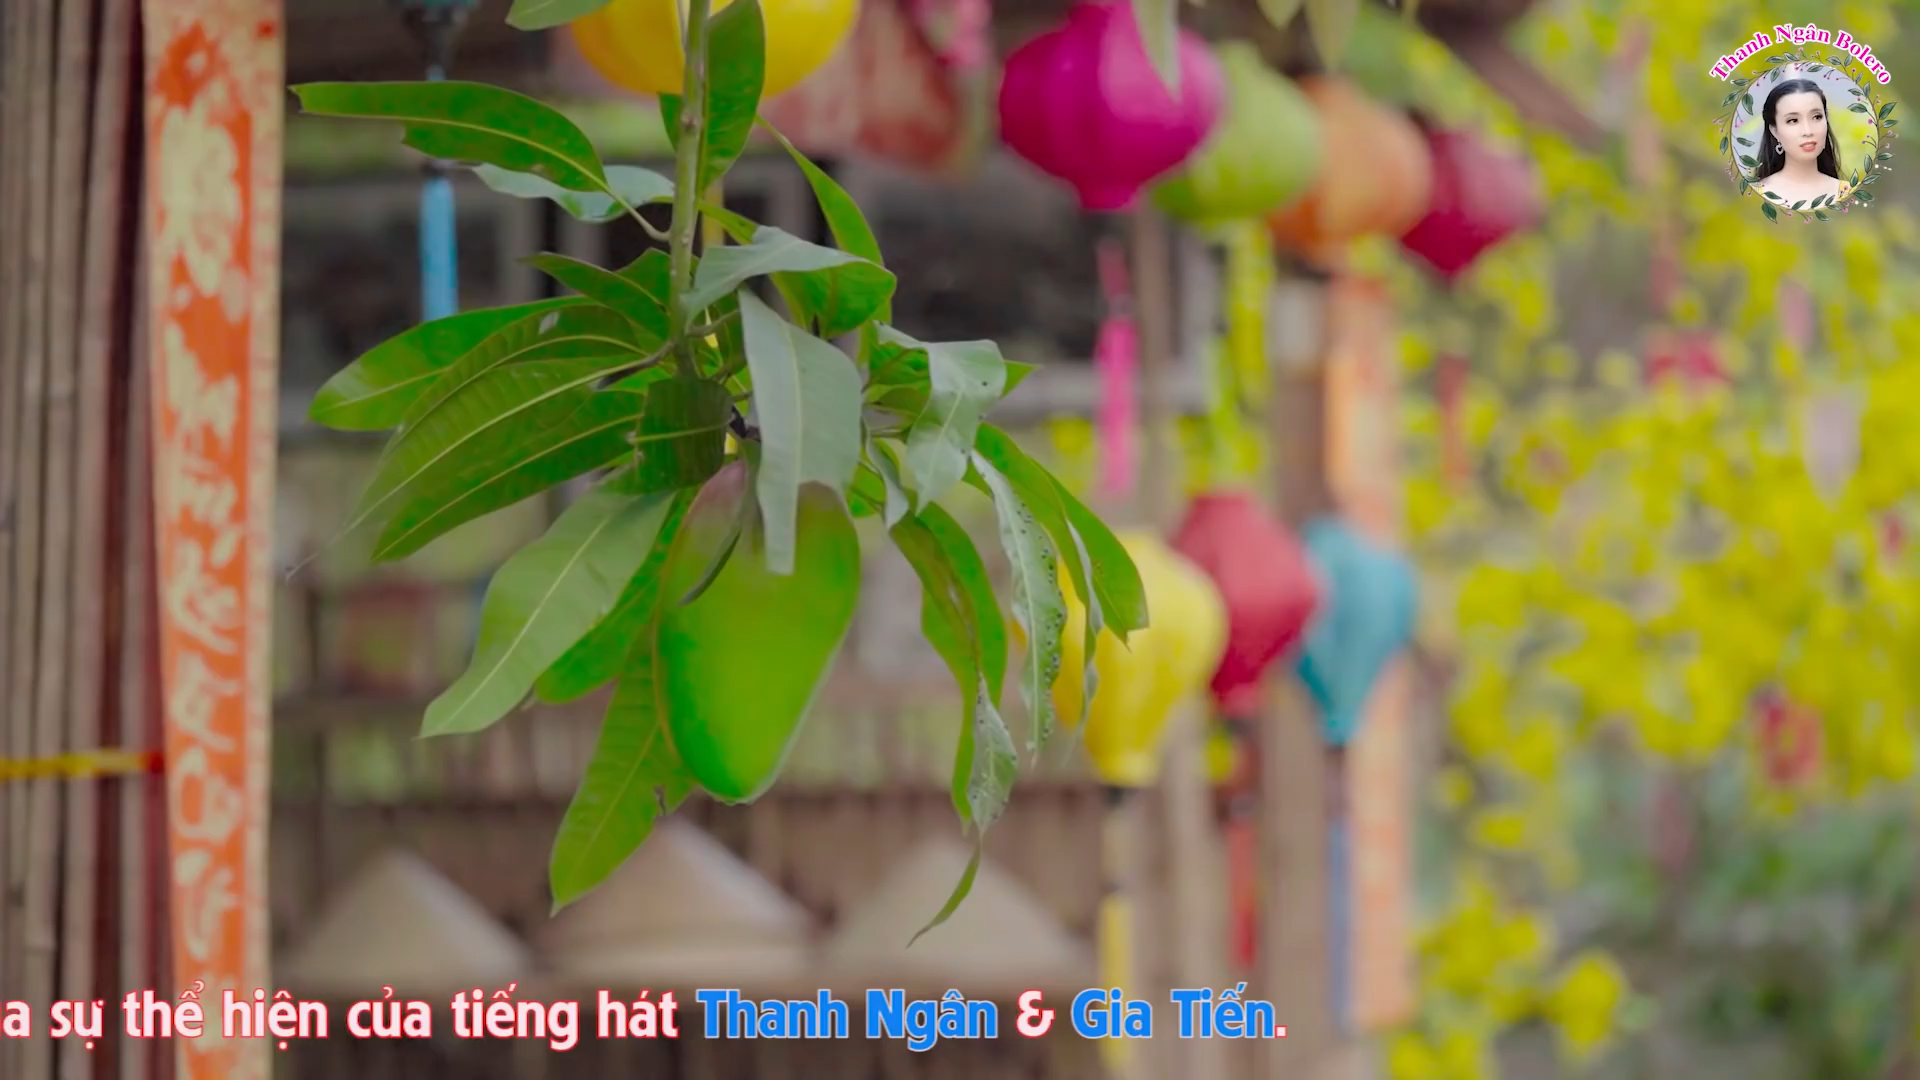 Thanh Ngân Bolero
a sự thể hiện của tiếng hát Thanh Ngân & Gia Tiến.